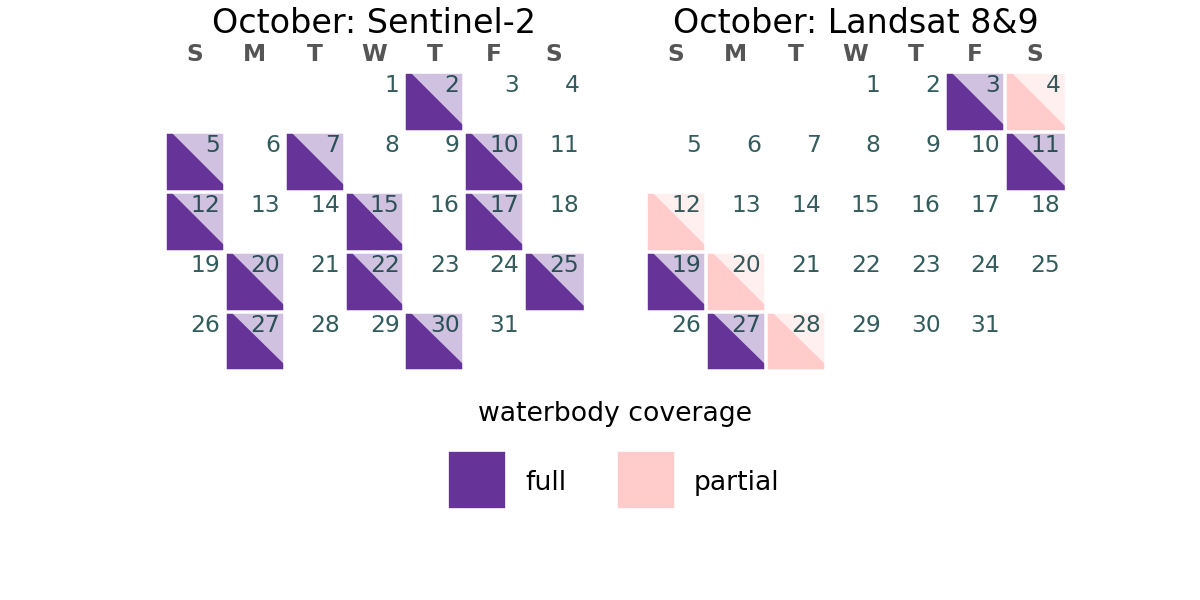 October: Sentinel-2
S M T W T F S
1 2 3 4
5 6 7 8 9 10 11
12 13 14 15 16 17 18
19 20 21 22 23 24 25
26 27 28 29 30 31
October: Landsat 8&9
S M T W T F S
1 2 3 4
5 6 7 8 9 10 11
12 13 14 15 16 17 18
19 20 21 22 23 24 25
26 27 28 29 30 31
waterbody coverage
full partial